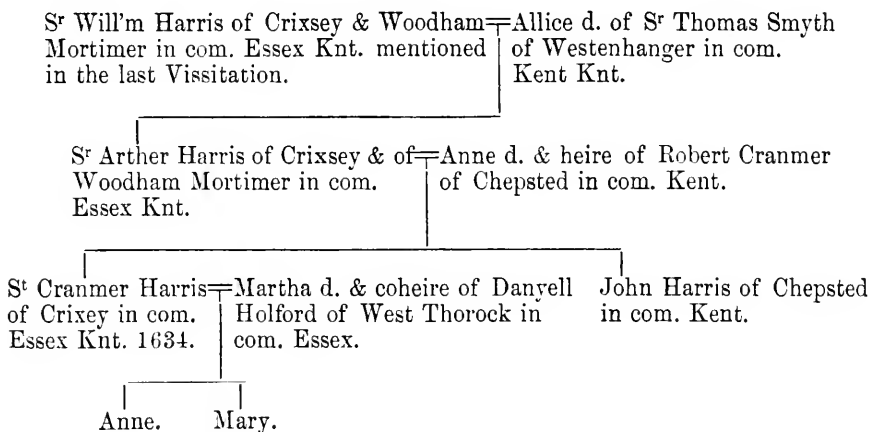 Sʳ Will'm Harris of Crixsey & Woodham
Mortimer in com. Essex Knt. mentioned
in the last Vissitation.
Allice d. of Sʳ Thomas Smyth
of Westenhanger in com.
Kent Knt.
Sʳ Arther Harris of Crixsey & of
Woodham Mortimer in com.
Essex Knt.
Anne d. & heire of Robert Cranmer
of Chepsted in com. Kent.
Sᵗ Cranmer Harris
of Crixey in com.
Essex Knt. 1634.
Martha d. & coheire of Danyell
Holford of West Thorock in
com. Essex.
John Harris of Chepsted
in com. Kent.
Anne.
Mary.